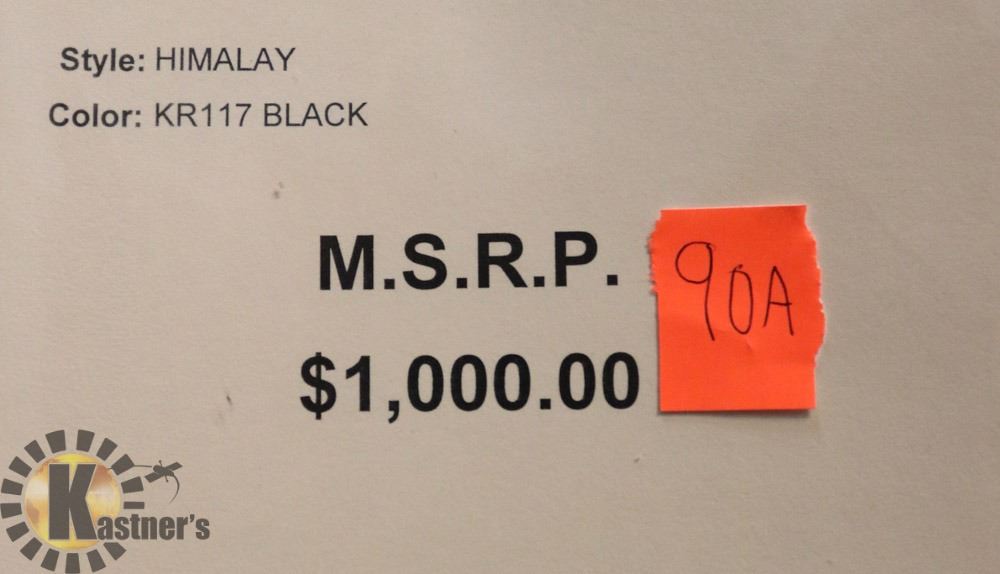 Style: HIMALAY
Color: KR117 BLACK
M.S.R.P.
90A
$1,000.00
Kastner's